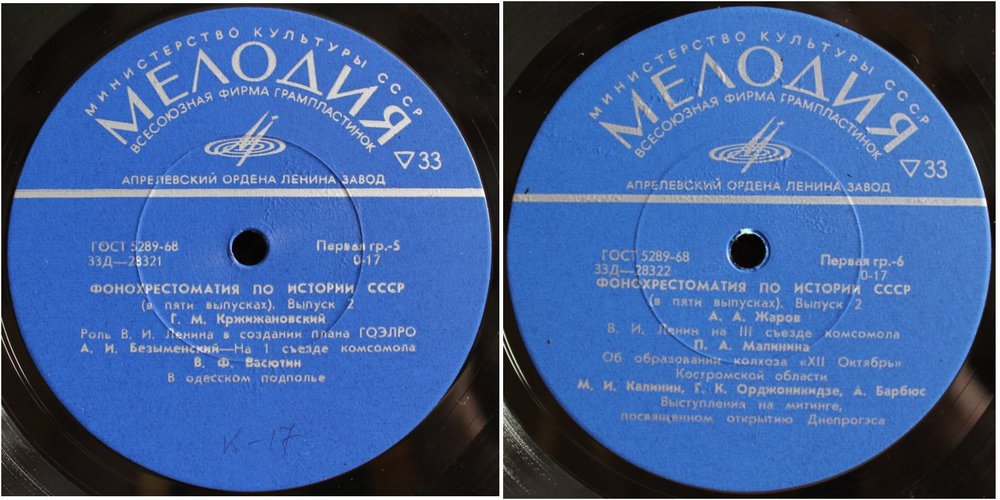 МИНИСТЕРСТВО КУЛЬТУРЫ СССР
МЕЛОДИЯ
ВСЕСОЮЗНАЯ ФИРМА ГРАМПЛАСТИНОК
33
АПРЕЛЕВСКИЙ ОРДЕНА ЛЕНИНА ЗАВОД
ГОСТ 5289-68 Первая гр.-5
33Д—28321 0-17
ФОНОХРЕСТОМАТИЯ ПО ИСТОРИИ СССР
(в пяти выпусках). Выпуск 2
Г. М. Кржижановский
Роль В. И. Ленина в создании плана ГОЭЛРО
А. И. Безыменский—На 1 съезде комсомола
В. Ф. Васютин
В одесском подполье
К-17
МИНИСТЕРСТВО КУЛЬТУРЫ СССР
МЕЛОДИЯ
ВСЕСОЮЗНАЯ ФИРМА ГРАМПЛАСТИНОК
33
АПРЕЛЕВСКИЙ ОРДЕНА ЛЕНИНА ЗАВОД
ГОСТ 5289-68 Первая гр.-6
33Д—28322 0-17
ФОНОХРЕСТОМАТИЯ ПО ИСТОРИИ СССР
(в пяти выпусках). Выпуск 2
А. А. Жаров
В. И. Ленин на III съезде комсомола
П. А. Малинина
Об образовании колхоза «XII Октябрь»
Костромской области
М. И. Калинин, Г. К. Орджоникидзе, А. Барбюс
Выступления на митинге,
посвященном открытию Днепрогэса